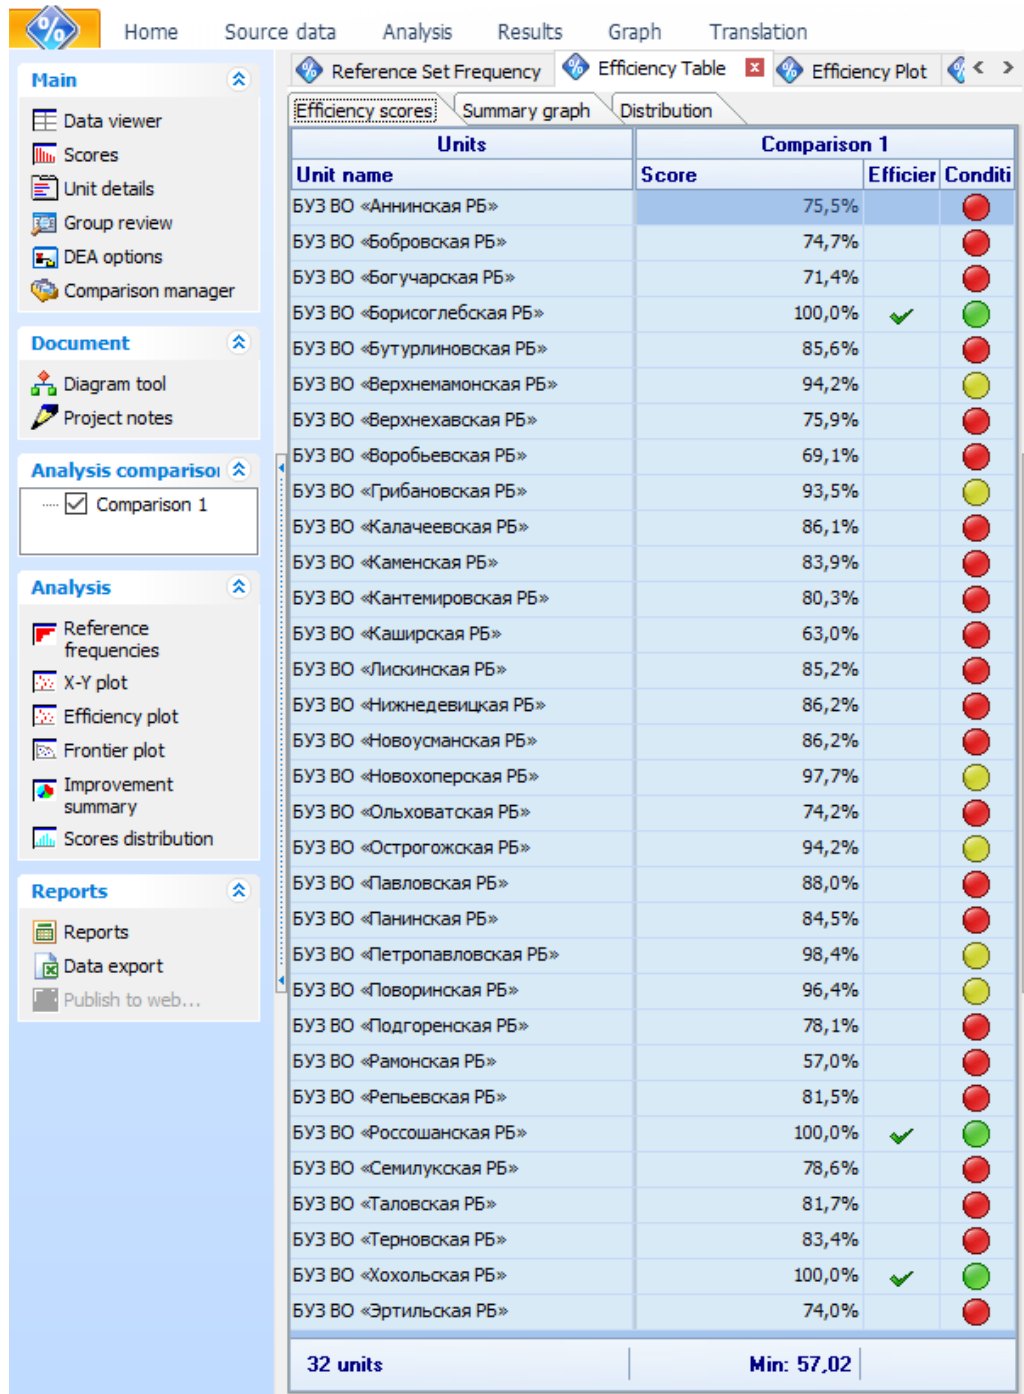 %
Home Source data Analysis Results Graph Translation
Main
Data viewer
Scores
Unit details
Group review
DEA options
Comparison manager
Document
Diagram tool
Project notes
Analysis comparisoi
Comparison 1
Analysis
Reference
frequencies
X-Y plot
Efficiency plot
Frontier plot
Improvement
summary
Scores distribution
Reports
Reports
Data export
Publish to web...
Reference Set Frequency Efficiency Table Efficiency Plot
Efficiency scores Summary graph Distribution
Units Comparison 1
Unit name Score Efficier Conditi
БУЗ ВО «Аннинская РБ» 75,5%
БУЗ ВО «Бобровская РБ» 74,7%
БУЗ ВО «Богучарская РБ» 71,4%
БУЗ ВО «Борисоглебская РБ» 100,0%
БУЗ ВО «Бутурлиновская РБ» 85,6%
БУЗ ВО «Верхнемамонская РБ» 94,2%
БУЗ ВО «Верхнехавская РБ» 75,9%
БУЗ ВО «Воробьевская РБ» 69,1%
БУЗ ВО «Грибановская РБ» 93,5%
БУЗ ВО «Калачеевская РБ» 86,1%
БУЗ ВО «Каменская РБ» 83,9%
БУЗ ВО «Кантемировская РБ» 80,3%
БУЗ ВО «Каширская РБ» 63,0%
БУЗ ВО «Лискинская РБ» 85,2%
БУЗ ВО «Нижнедевицкая РБ» 86,2%
БУЗ ВО «Новоусманская РБ» 86,2%
БУЗ ВО «Новохоперская РБ» 97,7%
БУЗ ВО «Ольховатская РБ» 74,2%
БУЗ ВО «Острогожская РБ» 94,2%
БУЗ ВО «Павловская РБ» 88,0%
БУЗ ВО «Панинская РБ» 84,5%
БУЗ ВО «Петропавловская РБ» 98,4%
БУЗ ВО «Поворинская РБ» 96,4%
БУЗ ВО «Подгоренская РБ» 78,1%
БУЗ ВО «Рамонская РБ» 57,0%
БУЗ ВО «Репьевская РБ» 81,5%
БУЗ ВО «Россошанская РБ» 100,0%
БУЗ ВО «Семилукская РБ» 78,6%
БУЗ ВО «Таловская РБ» 81,7%
БУЗ ВО «Терновская РБ» 83,4%
БУЗ ВО «Хохольская РБ» 100,0%
БУЗ ВО «Эртильская РБ» 74,0%
32 units Min: 57,02